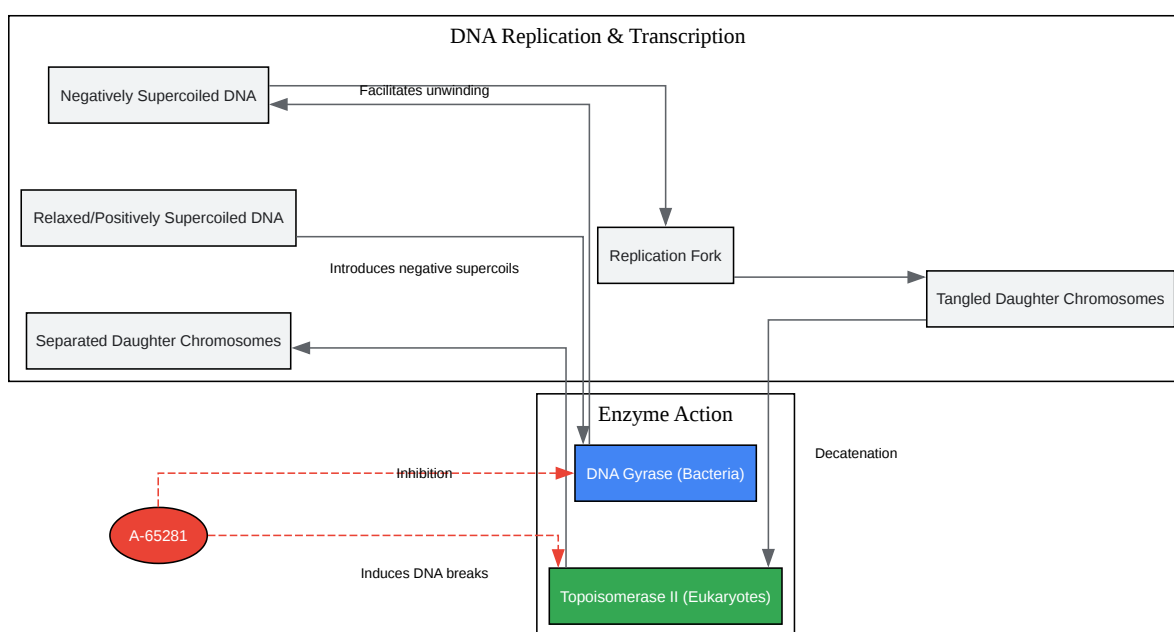 DNA Replication & Transcription
Negatively Supercoiled DNA
Facilitates unwinding
Relaxed/Positively Supercoiled DNA
Introduces negative supercoils
Replication Fork
Tangled Daughter Chromosomes
Separated Daughter Chromosomes
Enzyme Action
Decatenation
DNA Gyrase (Bacteria)
Inhibition
A-65281
Induces DNA breaks
Topoisomerase II (Eukaryotes)